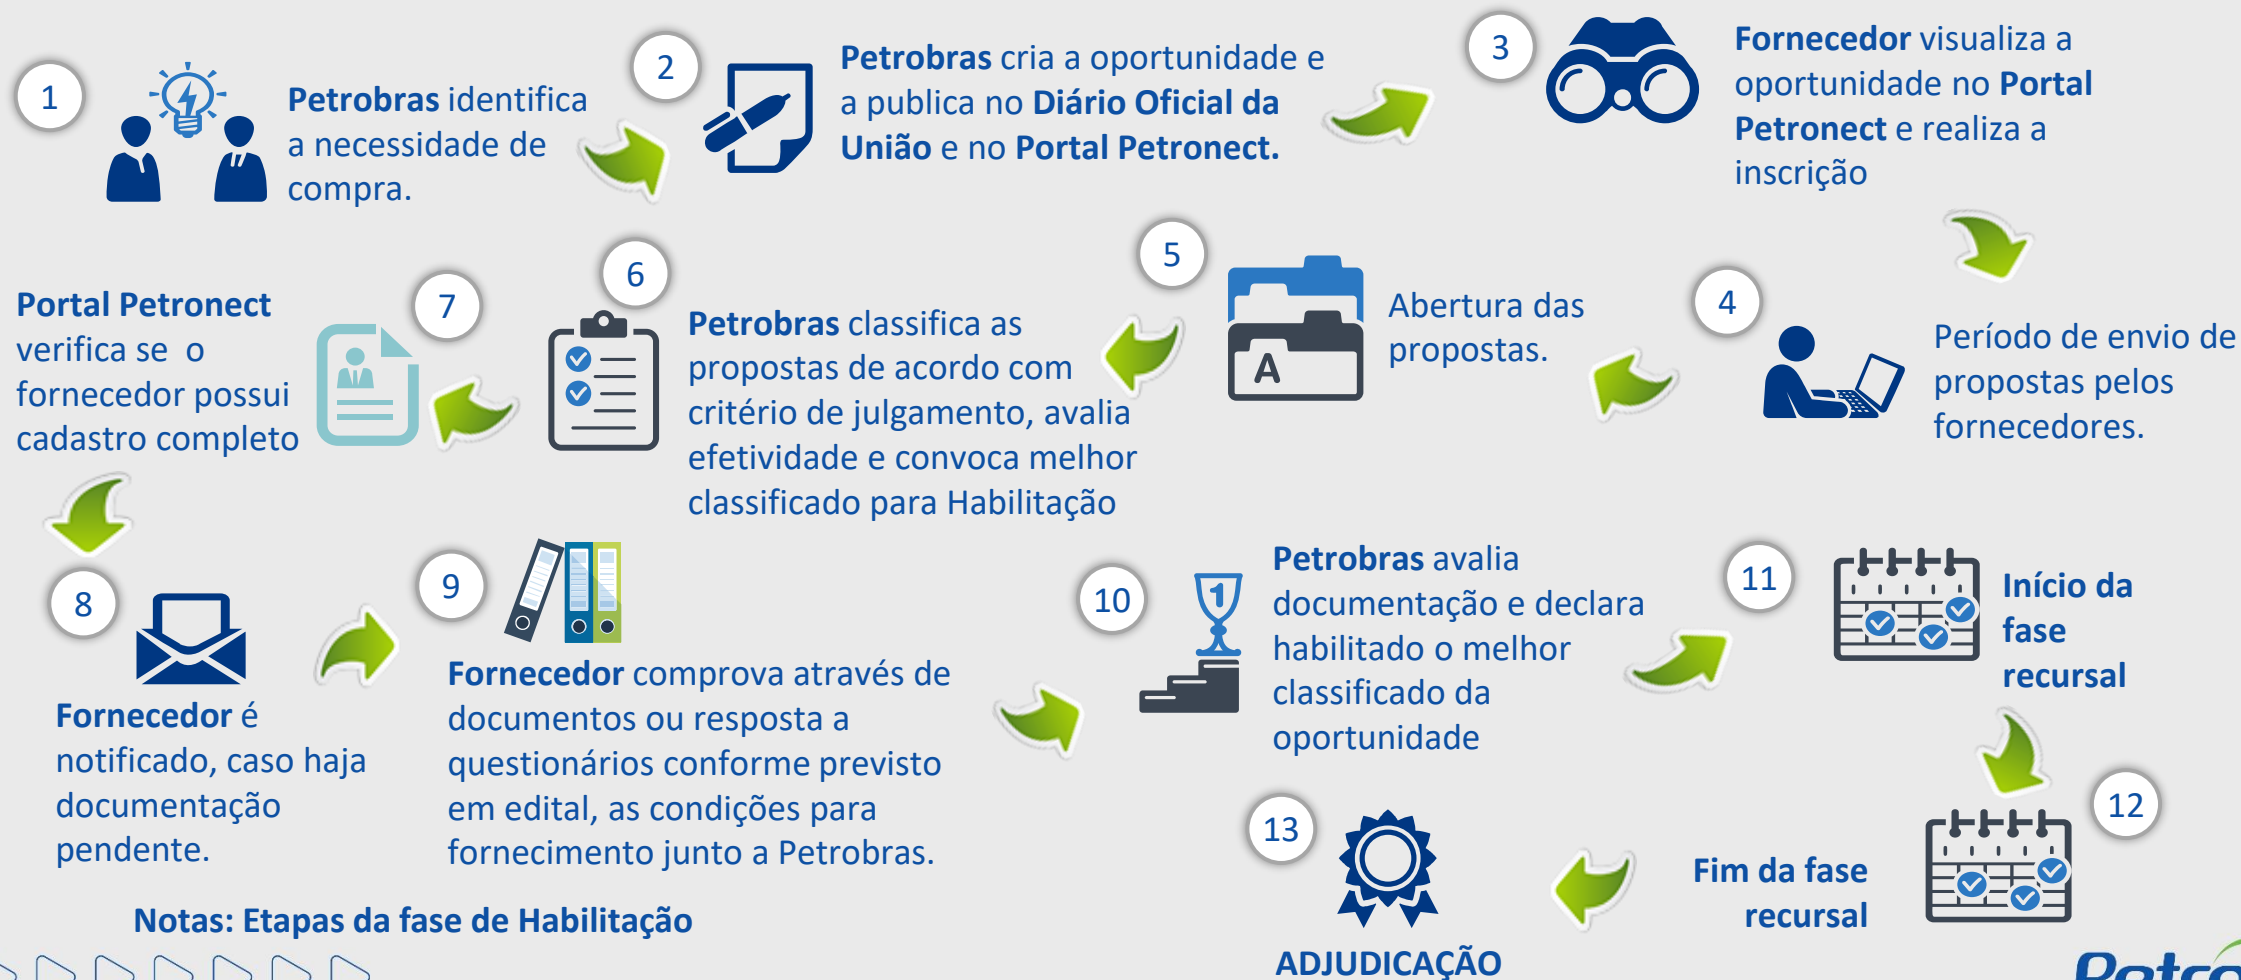 1
Petrobras identifica
a necessidade de
compra.
2
Petrobras cria a oportunidade e
a publica no Diário Oficial da
União e no Portal Petronect.
3
Fornecedor visualiza a
oportunidade no Portal
Petronect e realiza a
inscrição
4
Período de envio de
propostas pelos
fornecedores.
5
A
Abertura das
propostas.
6
Petrobras classifica as
propostas de acordo com
critério de julgamento, avalia
efetividade e convoca melhor
classificado para Habilitação
7
Portal Petronect
verifica se  o
fornecedor possui
cadastro completo
8
Fornecedor é
notificado, caso haja
documentação
pendente.
9
Fornecedor comprova através de
documentos ou resposta a
questionários conforme previsto
em edital, as condições para
fornecimento junto a Petrobras.
10
1
Petrobras avalia
documentação e declara
habilitado o melhor
classificado da
oportunidade
11
Início da
fase
recursal
12
Fim da fase
recursal
13
ADJUDICAÇÃO
Notas: Etapas da fase de Habilitação